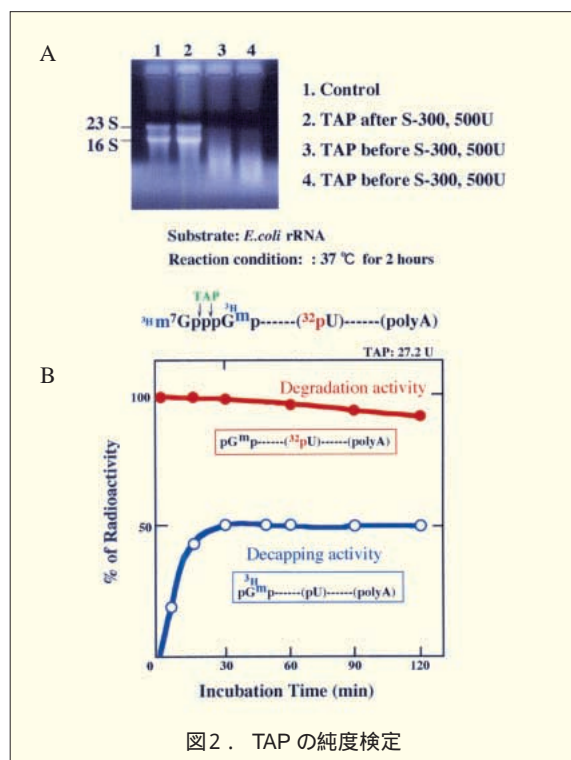 A
1 2 3 4
23 S
16 S
1. Control
2. TAP after S-300, 500U
3. TAP before S-300, 500U
4. TAP before S-300, 500U
Substrate: E.coli rRNA
Reaction condition: : 37 ℃ for 2 hours
TAP
³H m⁷GpppGᵐp------(³²pU)------(polyA)
³H
TAP: 27.2 U
B
% of Radioactivity
100
50
0
30
60
90
120
Degradation activity
pGᵐp------(³²pU)------(polyA)
Decapping activity
³H
pGᵐp------(pU)------(polyA)
Incubation Time (min)
図2. TAP の純度検定